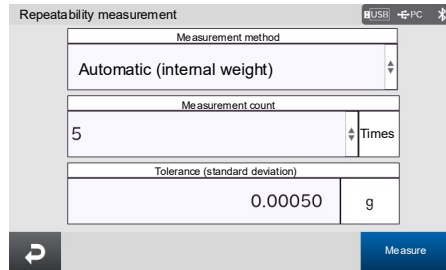 Repeatability measurement USB PC
Measurement method
Automatic (internal weight)
Measurement count
5 Times
Tolerance (standard deviation)
0.00050 g
Measure